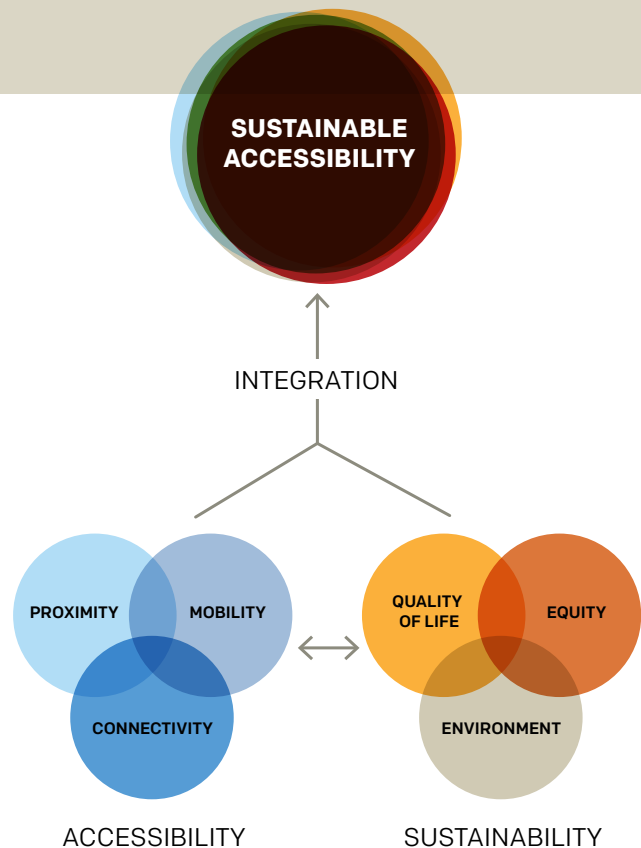 SUSTAINABLE
ACCESSIBILITY
INTEGRATION
PROXIMITY
MOBILITY
CONNECTIVITY
QUALITY
OF LIFE
EQUITY
ENVIRONMENT
ACCESSIBILITY
SUSTAINABILITY